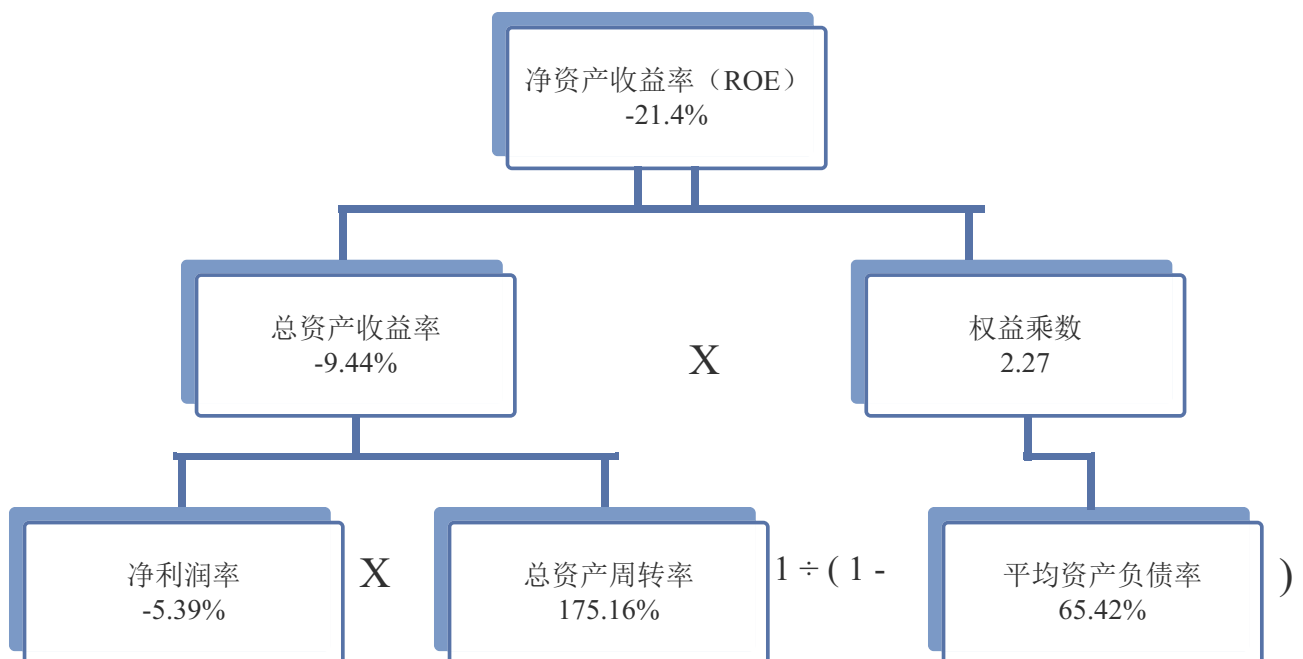 净资产收益率（ROE）
-21.4%
总资产收益率
-9.44%
X
权益乘数
2.27
净利润率
-5.39%
X
总资产周转率
175.16%
1 ÷ ( 1 -
平均资产负债率
65.42%
)